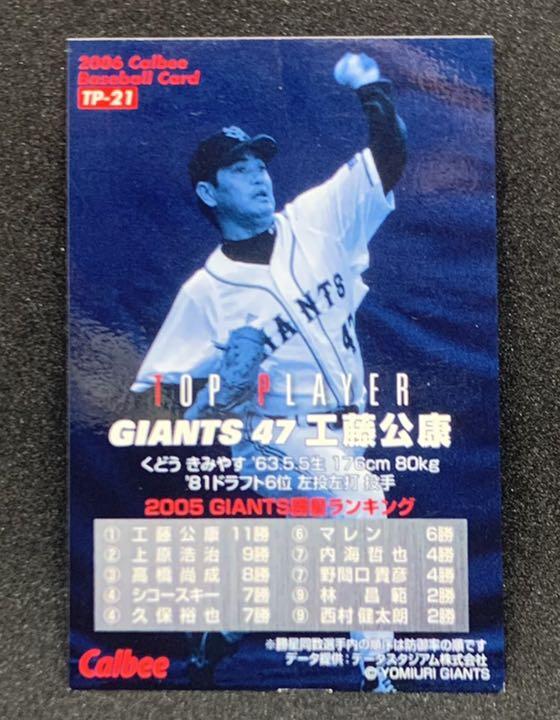 2006 Calbee
Baseball Card
TP-21
GIANTS
47
TOP PLAYER
GIANTS 47 工藤公康
くどう きみやす '63.5.5生 176cm 80kg
'81ドラフト6位 左投左打 投手
2005 GIANTS勝星ランキング
① 工藤公康 11勝 ⑥ マレン 6勝
② 上原浩治 9勝 ⑦ 内海哲也 4勝
③ 高橋尚成 8勝 ⑦ 野間口貴彦 4勝
④ シコースキー 7勝 ⑨ 林昌範 2勝
④ 久保裕也 7勝 ⑨ 西村健太朗 2勝
※勝星同数選手内の順序は防御率の順です
データ提供:データスタジアム株式会社
Calbee
© YOMIURI GIANTS